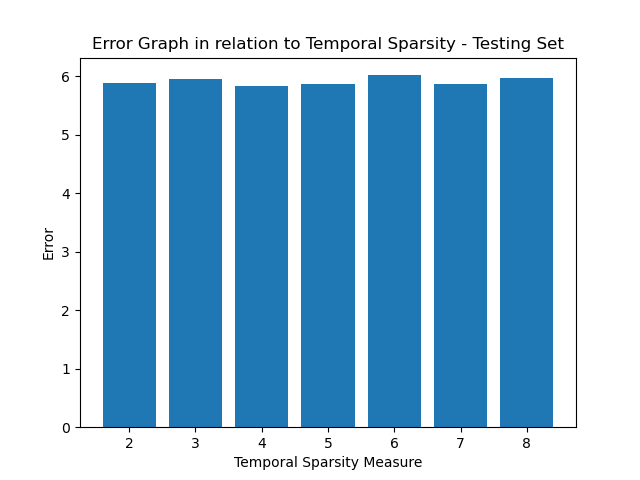 Error Graph in relation to Temporal Sparsity - Testing Set
6
5
4
3
2
1
0
Error
2 3 4 5 6 7 8
Temporal Sparsity Measure